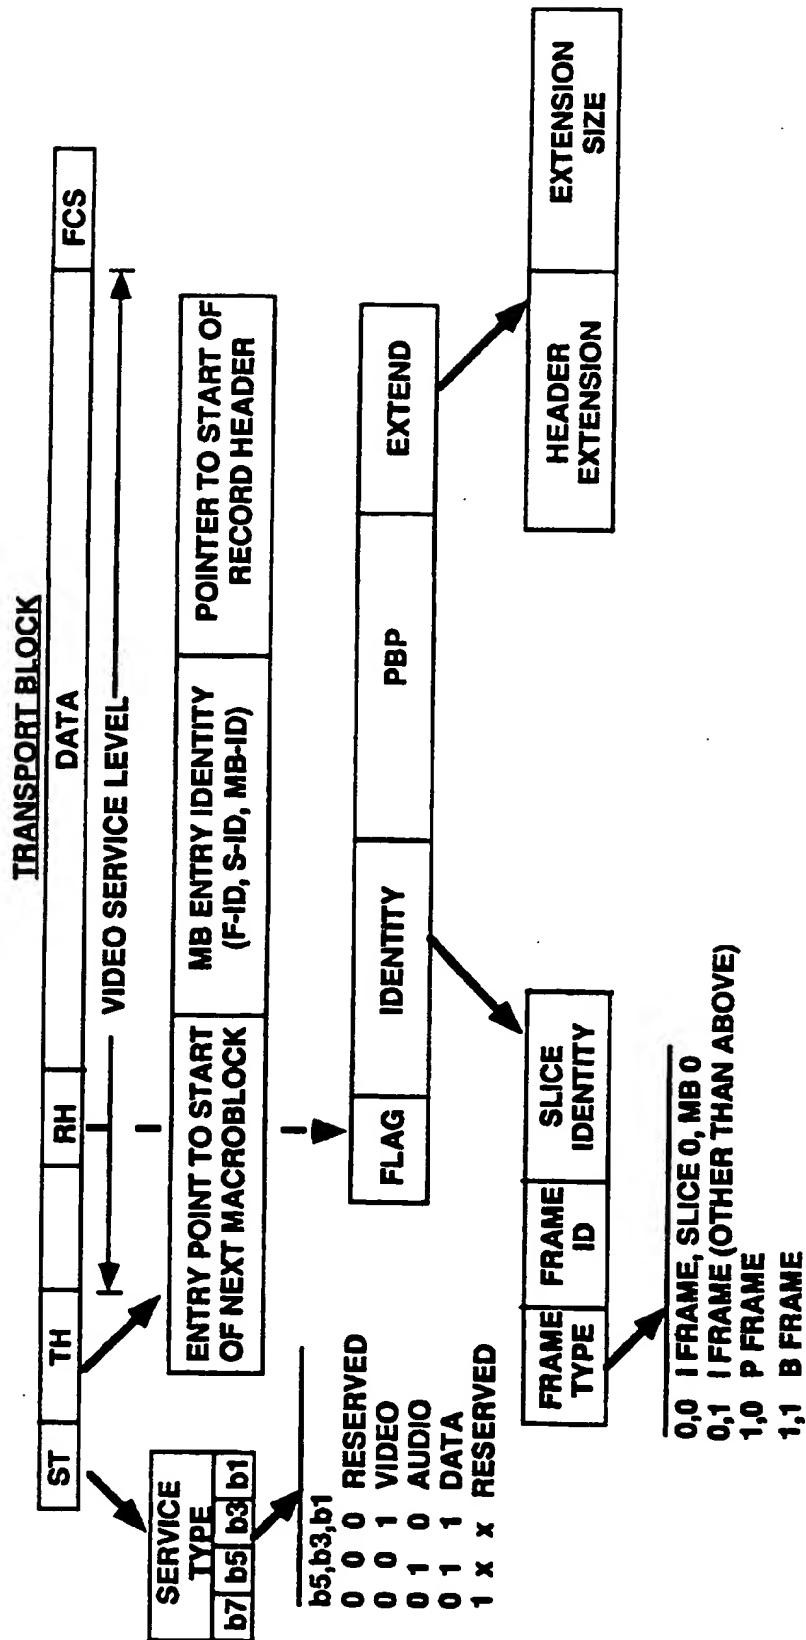 TRANSPORT BLOCK
ST TH RH DATA FCS
VIDEO SERVICE LEVEL
SERVICE
TYPE
b7 b5 b3 b1
b5,b3,b1
0 0 0 RESERVED
0 0 1 VIDEO
0 1 0 AUDIO
0 1 1 DATA
1 x x RESERVED
ENTRY POINT TO START
OF NEXT MACROBLOCK
MB ENTRY IDENTITY
(F-ID, S-ID, MB-ID)
POINTER TO START OF
RECORD HEADER
FLAG IDENTITY PBP EXTEND
FRAME
TYPE
FRAME
ID
SLICE
IDENTITY
HEADER
EXTENSION
EXTENSION
SIZE
0,0 I FRAME, SLICE 0, MB 0
0,1 I FRAME (OTHER THAN ABOVE)
1,0 P FRAME
1,1 B FRAME